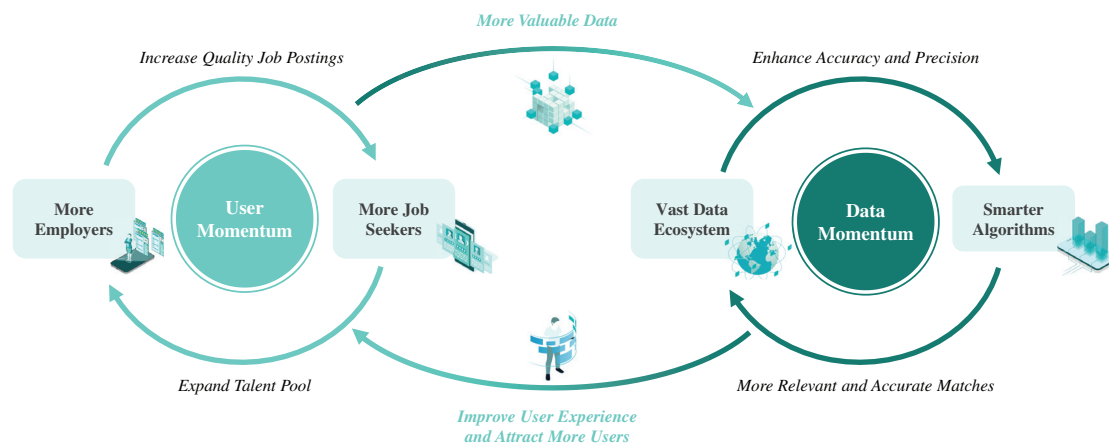 More Valuable Data
Increase Quality Job Postings
Enhance Accuracy and Precision
More
Employers
User
Momentum
More Job
Seekers
Vast Data
Ecosystem
Data
Momentum
Smarter
Algorithms
Expand Talent Pool
More Relevant and Accurate Matches
Improve User Experience
and Attract More Users